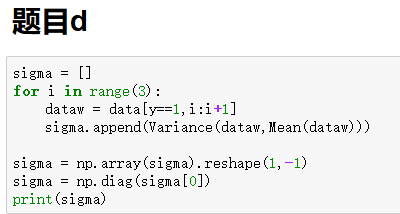 题目d
sigma = []
for i in range(3):
    dataw = data[y==1,i:i+1]
    sigma.append(Variance(dataw,Mean(dataw)))
sigma = np.array(sigma).reshape(1,-1)
sigma = np.diag(sigma[0])
print(sigma)